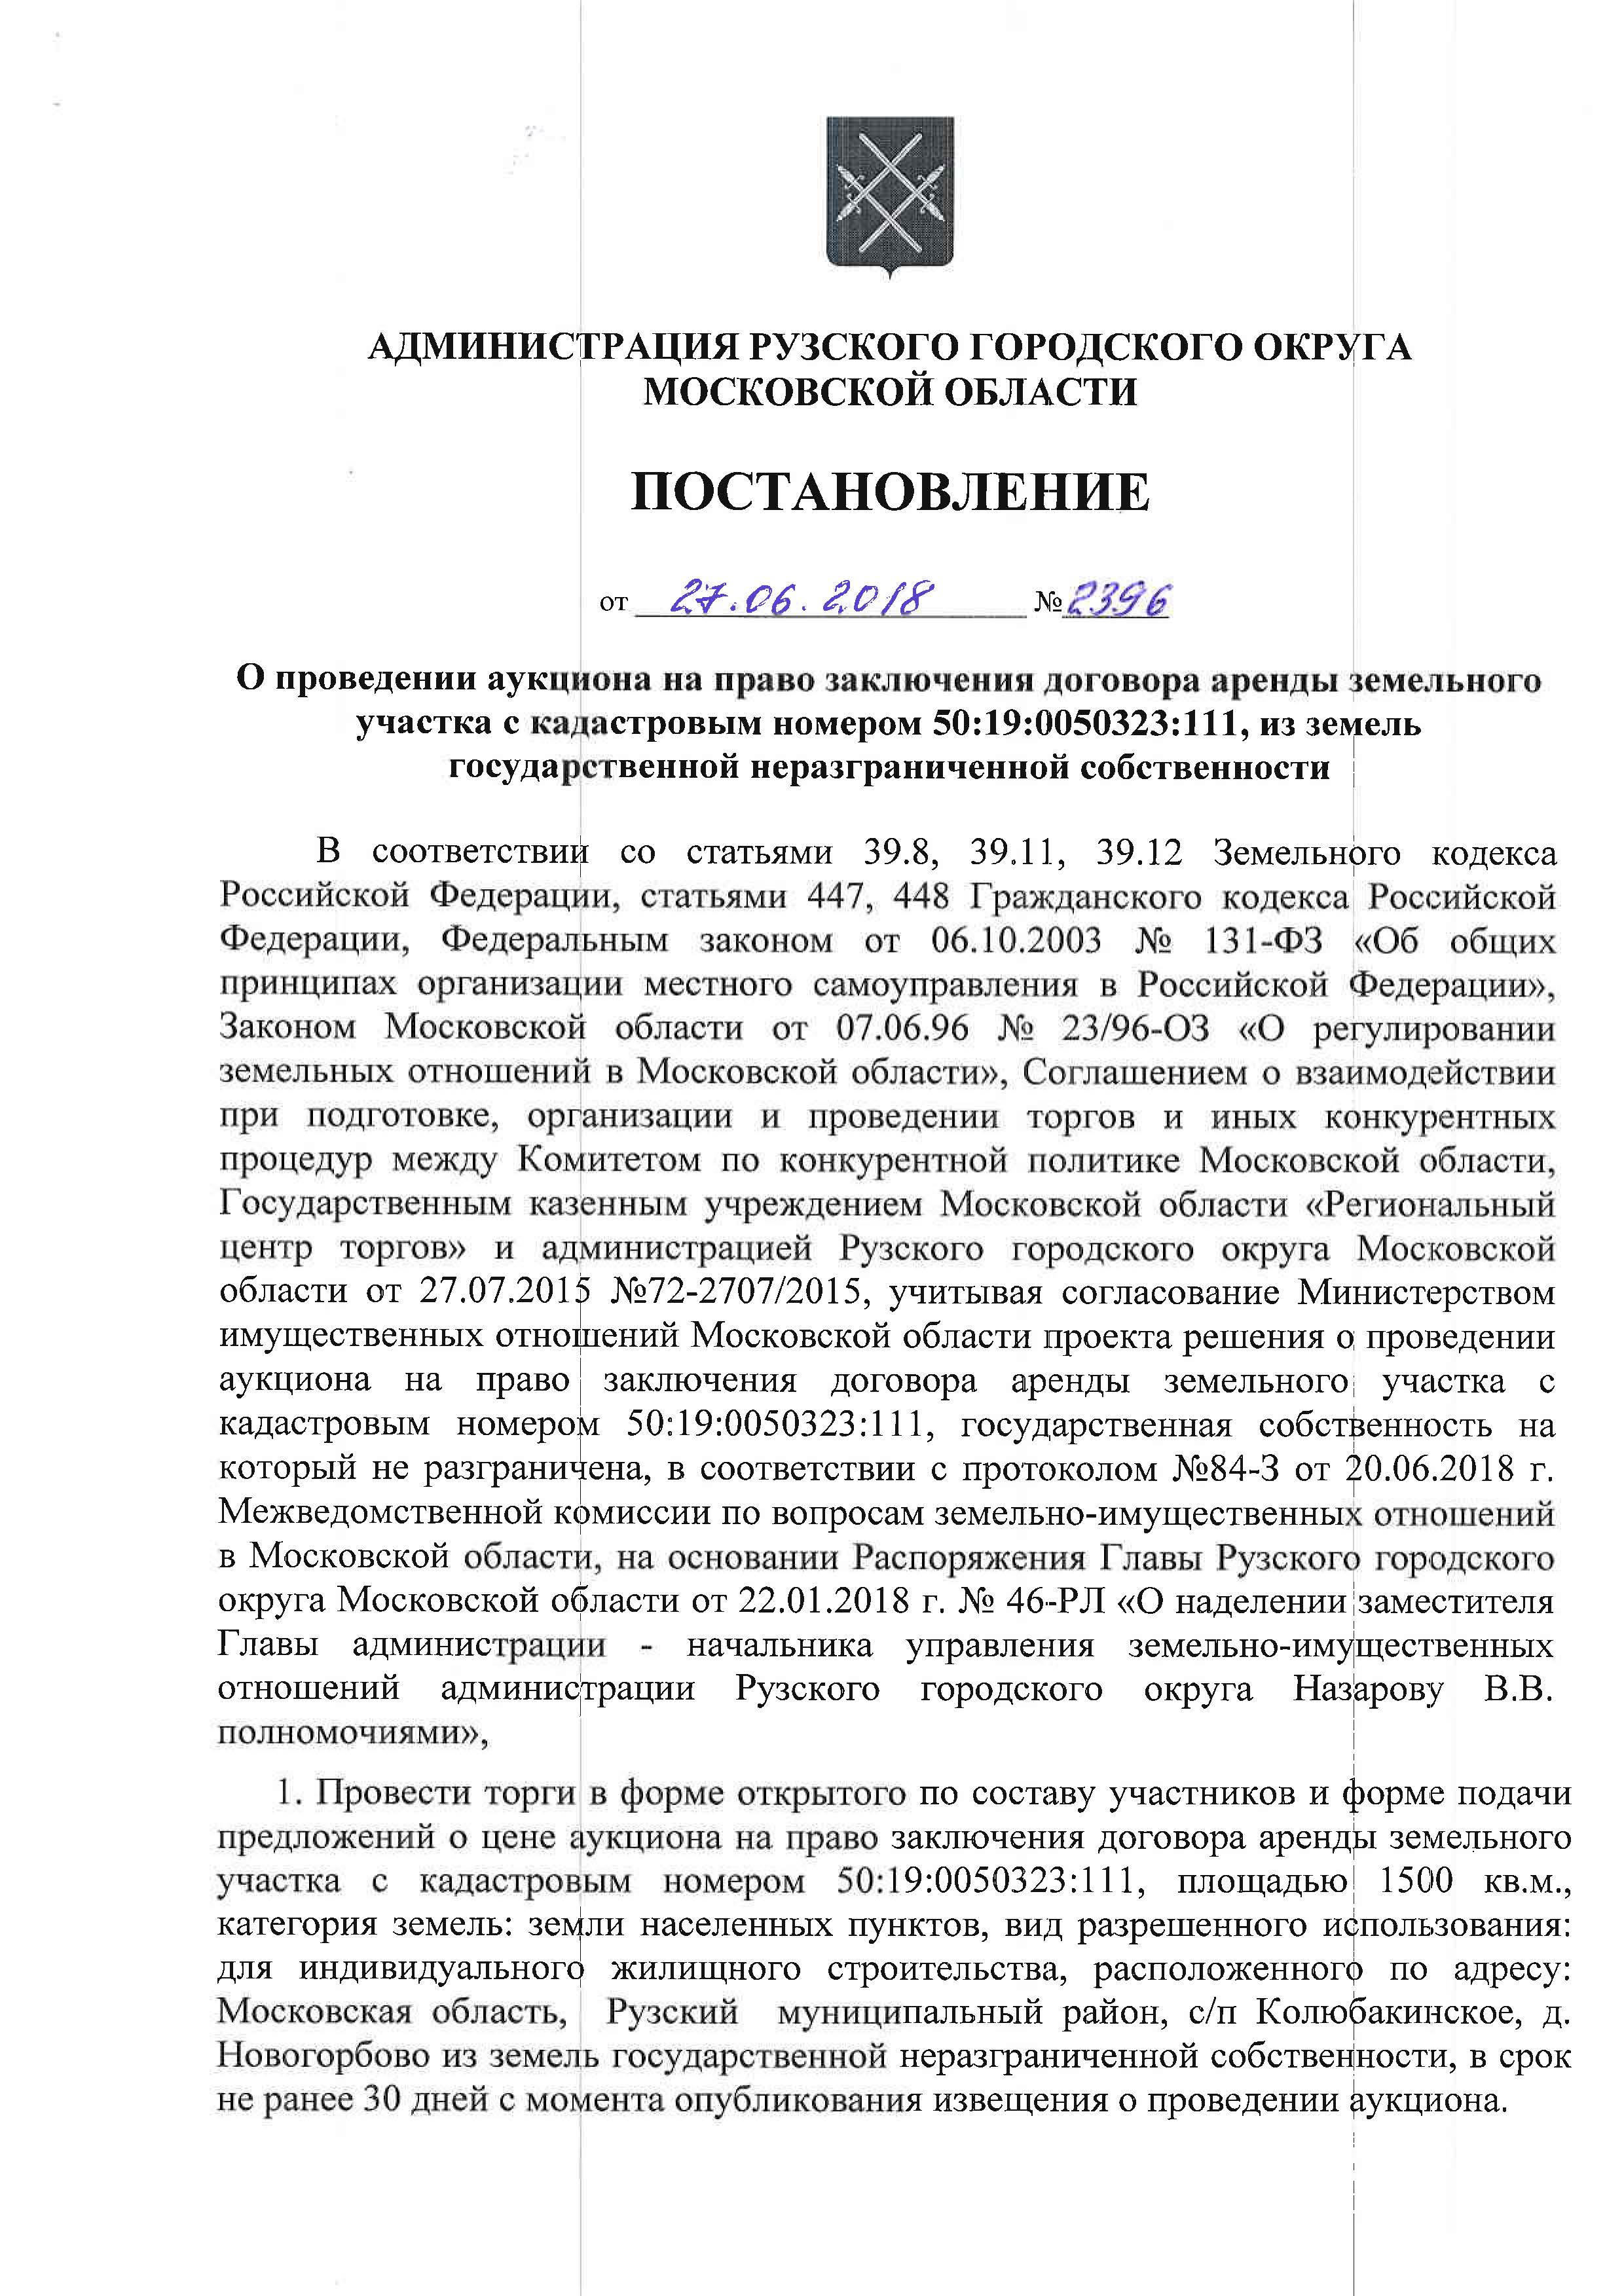 АДМИНИСТРАЦИЯ РУЗСКОГО ГОРОДСКОГО ОКРУГА
МОСКОВСКОЙ ОБЛАСТИ
ПОСТАНОВЛЕНИЕ
от 27.06.2018 № 2396
О проведении аукциона на право заключения договора аренды земельного
участка с кадастровым номером 50:19:0050323:111, из земель
государственной неразграниченной собственности
В соответствии со статьями 39.8, 39.11, 39.12 Земельного кодекса
Российской Федерации, статьями 447, 448 Гражданского кодекса Российской
Федерации, Федеральным законом от 06.10.2003 № 131-ФЗ «Об общих
принципах организации местного самоуправления в Российской Федерации»,
Законом Московской области от 07.06.96 № 23/96-ОЗ «О регулировании
земельных отношений в Московской области», Соглашением о взаимодействии
при подготовке, организации и проведении торгов и иных конкурентных
процедур между Комитетом по конкурентной политике Московской области,
Государственным казенным учреждением Московской области «Региональный
центр торгов» и администрацией Рузского городского округа Московской
области от 27.07.2015 №72-2707/2015, учитывая согласование Министерством
имущественных отношений Московской области проекта решения о проведении
аукциона на право заключения договора аренды земельного участка с
кадастровым номером 50:19:0050323:111, государственная собственность на
который не разграничена, в соответствии с протоколом №84-З от 20.06.2018 г.
Межведомственной комиссии по вопросам земельно-имущественных отношений
в Московской области, на основании Распоряжения Главы Рузского городского
округа Московской области от 22.01.2018 г. № 46-РЛ «О наделении заместителя
Главы администрации - начальника управления земельно-имущественных
отношений администрации Рузского городского округа Назарову В.В.
полномочиями»,
1. Провести торги в форме открытого по составу участников и форме подачи
предложений о цене аукциона на право заключения договора аренды земельного
участка с кадастровым номером 50:19:0050323:111, площадью 1500 кв.м.,
категория земель: земли населенных пунктов, вид разрешенного использования:
для индивидуального жилищного строительства, расположенного по адресу:
Московская область, Рузский муниципальный район, с/п Колюбакинское, д.
Новогорбово из земель государственной неразграниченной собственности, в срок
не ранее 30 дней с момента опубликования извещения о проведении аукциона.